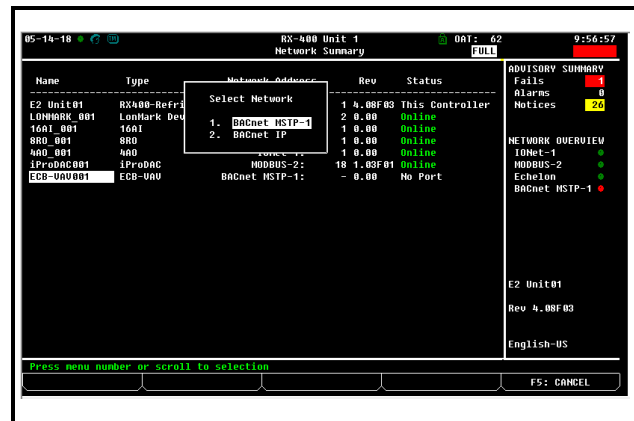 05-14-18 RX-400 Unit 1 OAT: 62 9:56:57
Network Summary FULL
Name Type Network Address Rev Status
E2 Unit01 RX400-Refri 1 4.08F03 This Controller
LONMARK_001 LonMark Dev 2 0.00 Online
16AI_001 16AI 1 0.00 Online
8RO_001 8RO 1 0.00 Online
4AO_001 4AO IONet-1: 1 0.00 Online
iProDAC001 iProDAC MODBUS-2: 18 1.03F01 Online
ECB-VAV001 ECB-VAV BACnet MSTP-1: - 0.00 No Port
Select Network
1. BACnet MSTP-1
2. BACnet IP
ADVISORY SUMMARY
Fails 1
Alarms 0
Notices 26
NETWORK OVERVIEW
IONet-1
MODBUS-2
Echelon
BACnet MSTP-1
E2 Unit01
Rev 4.08F03
English-US
Press menu number or scroll to selection
F5: CANCEL